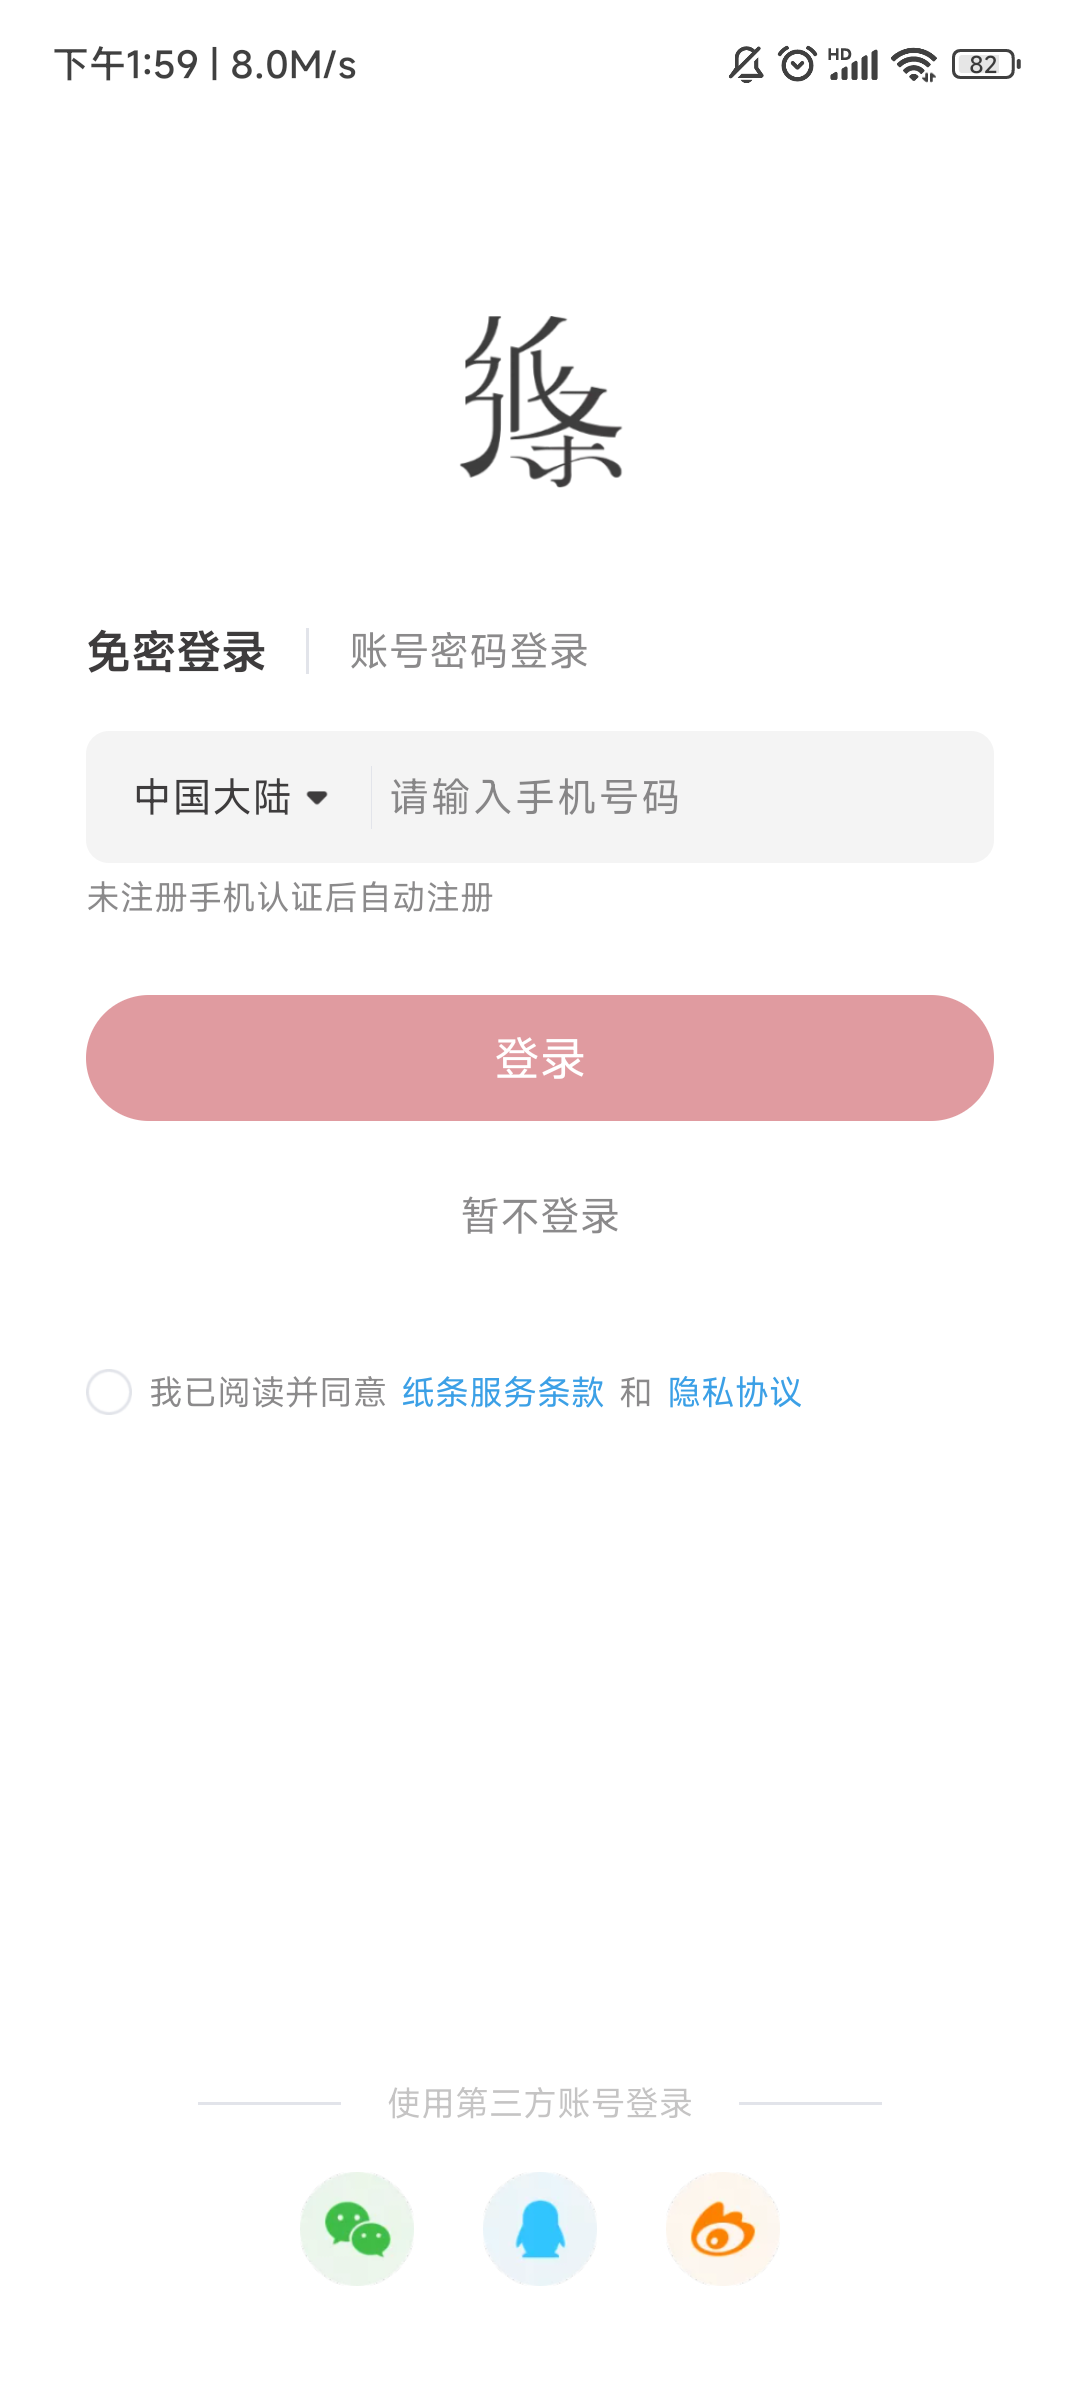 下午1:59 | 8.0M/s
HD
82
免密登录
账号密码登录
中国大陆
请输入手机号码
未注册手机认证后自动注册
登录
暂不登录
我已阅读并同意 纸条服务条款 和 隐私协议
使用第三方账号登录